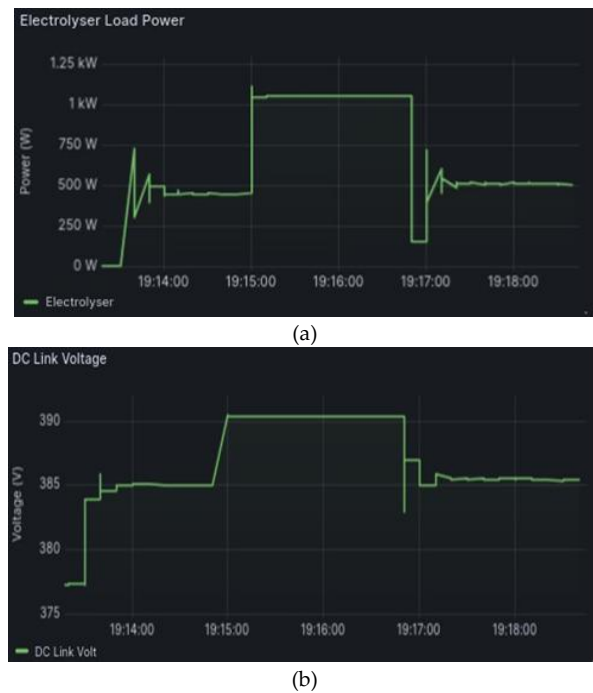 Electrolyser Load Power
1.25 kW
1 kW
750 W
500 W
250 W
0 W
Power (W)
19:14:00 19:15:00 19:16:00 19:17:00 19:18:00
Electrolyser
(a)
DC Link Voltage
390
385
380
375
Voltage (V)
19:14:00 19:15:00 19:16:00 19:17:00 19:18:00
DC Link Volt
(b)